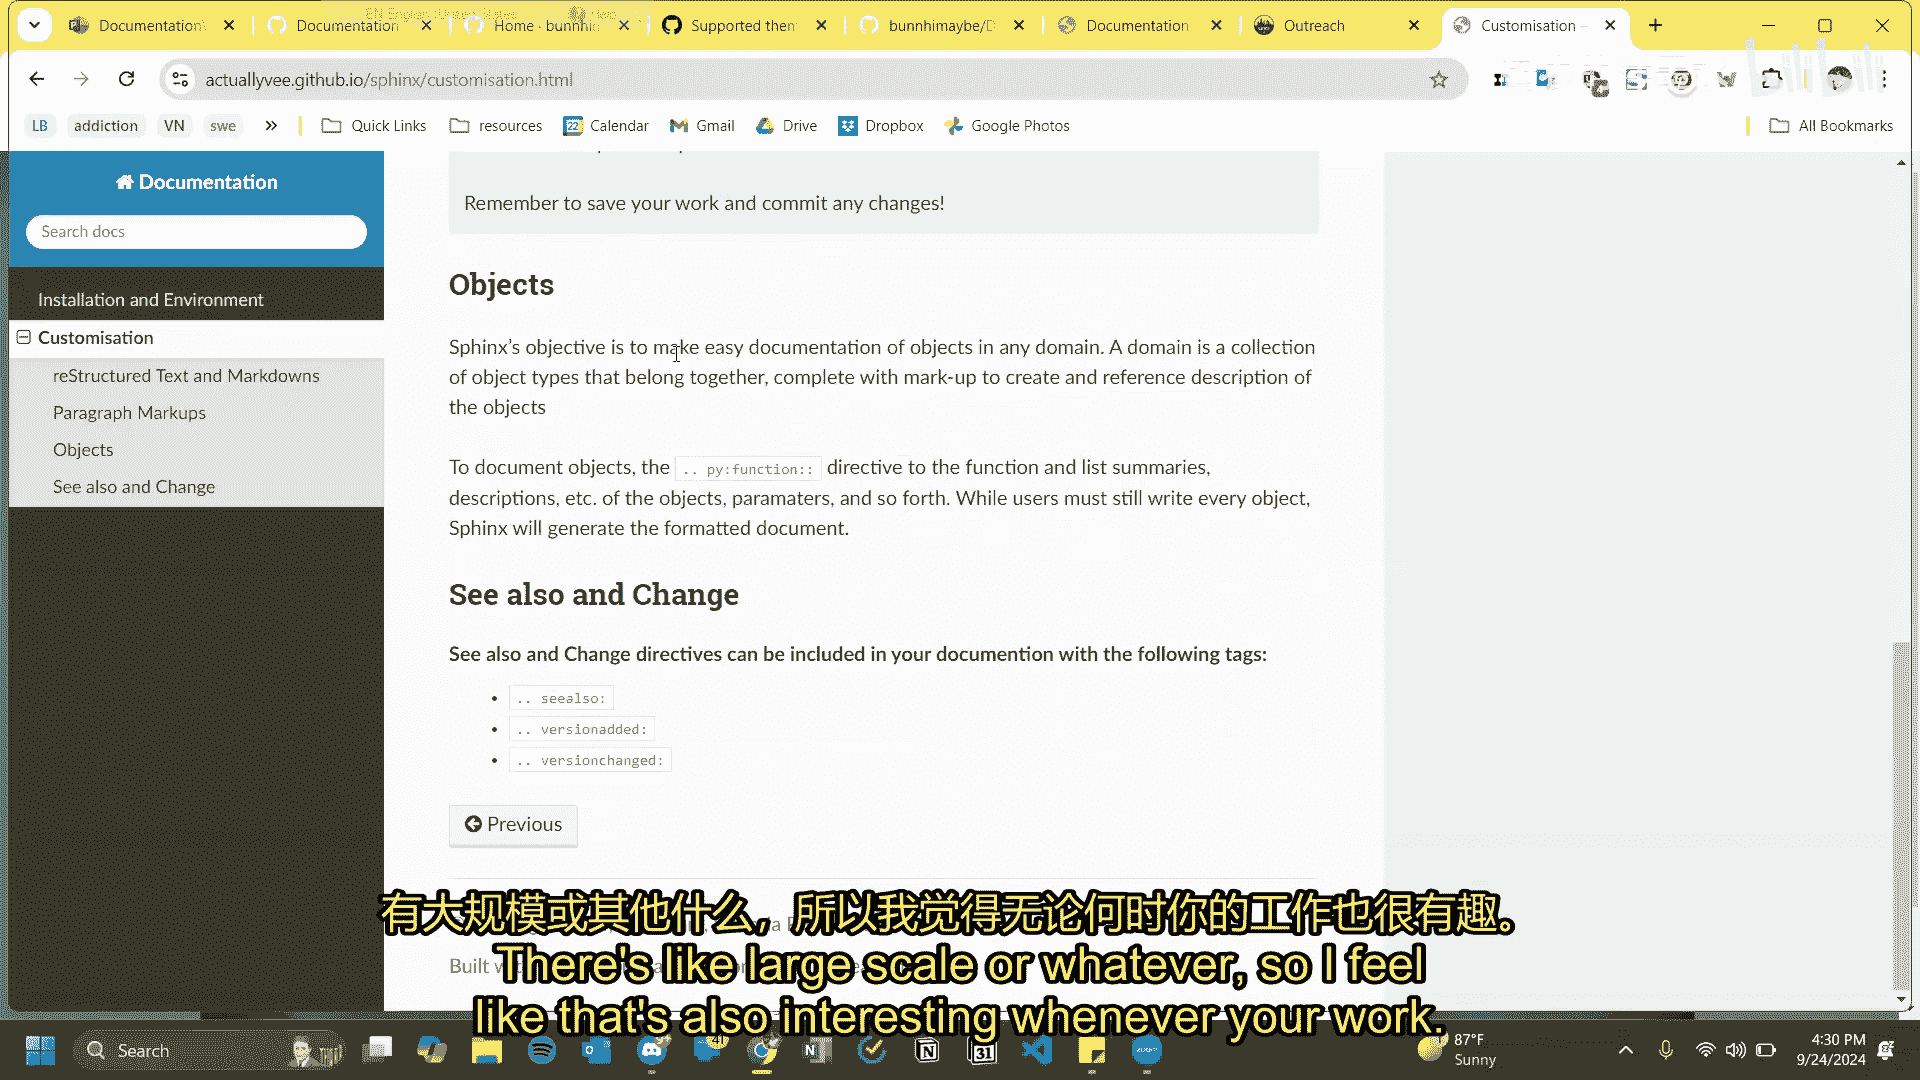 Documentation
Documentation
Home · bunnhi
Supported them
bunnhimaybe/D
Documentation
Outreach
Customisation –
actuallyvee.github.io/sphinx/customisation.html
LB
addiction
VN
swe
Quick Links
resources
Calendar
Gmail
Drive
Dropbox
Google Photos
All Bookmarks
Documentation
Search docs
Installation and Environment
Customisation
reStructured Text and Markdowns
Paragraph Markups
Objects
See also and Change
Remember to save your work and commit any changes!
Objects
Sphinx’s objective is to make easy documentation of objects in any domain. A domain is a collection
of object types that belong together, complete with mark-up to create and reference description of
the objects
To document objects, the .. py:function:: directive to the function and list summaries,
descriptions, etc. of the objects, paramaters, and so forth. While users must still write every object,
Sphinx will generate the formatted document.
See also and Change
See also and Change directives can be included in your documention with the following tags:
.. seealso:
.. versionadded:
.. versionchanged:
Previous
Built
有大规模或其他什么，所以我觉得无论何时你的工作也很有趣。
There's like large scale or whatever, so I feel
like that's also interesting whenever your work.
Search
87°F
Sunny
4:30 PM
9/24/2024